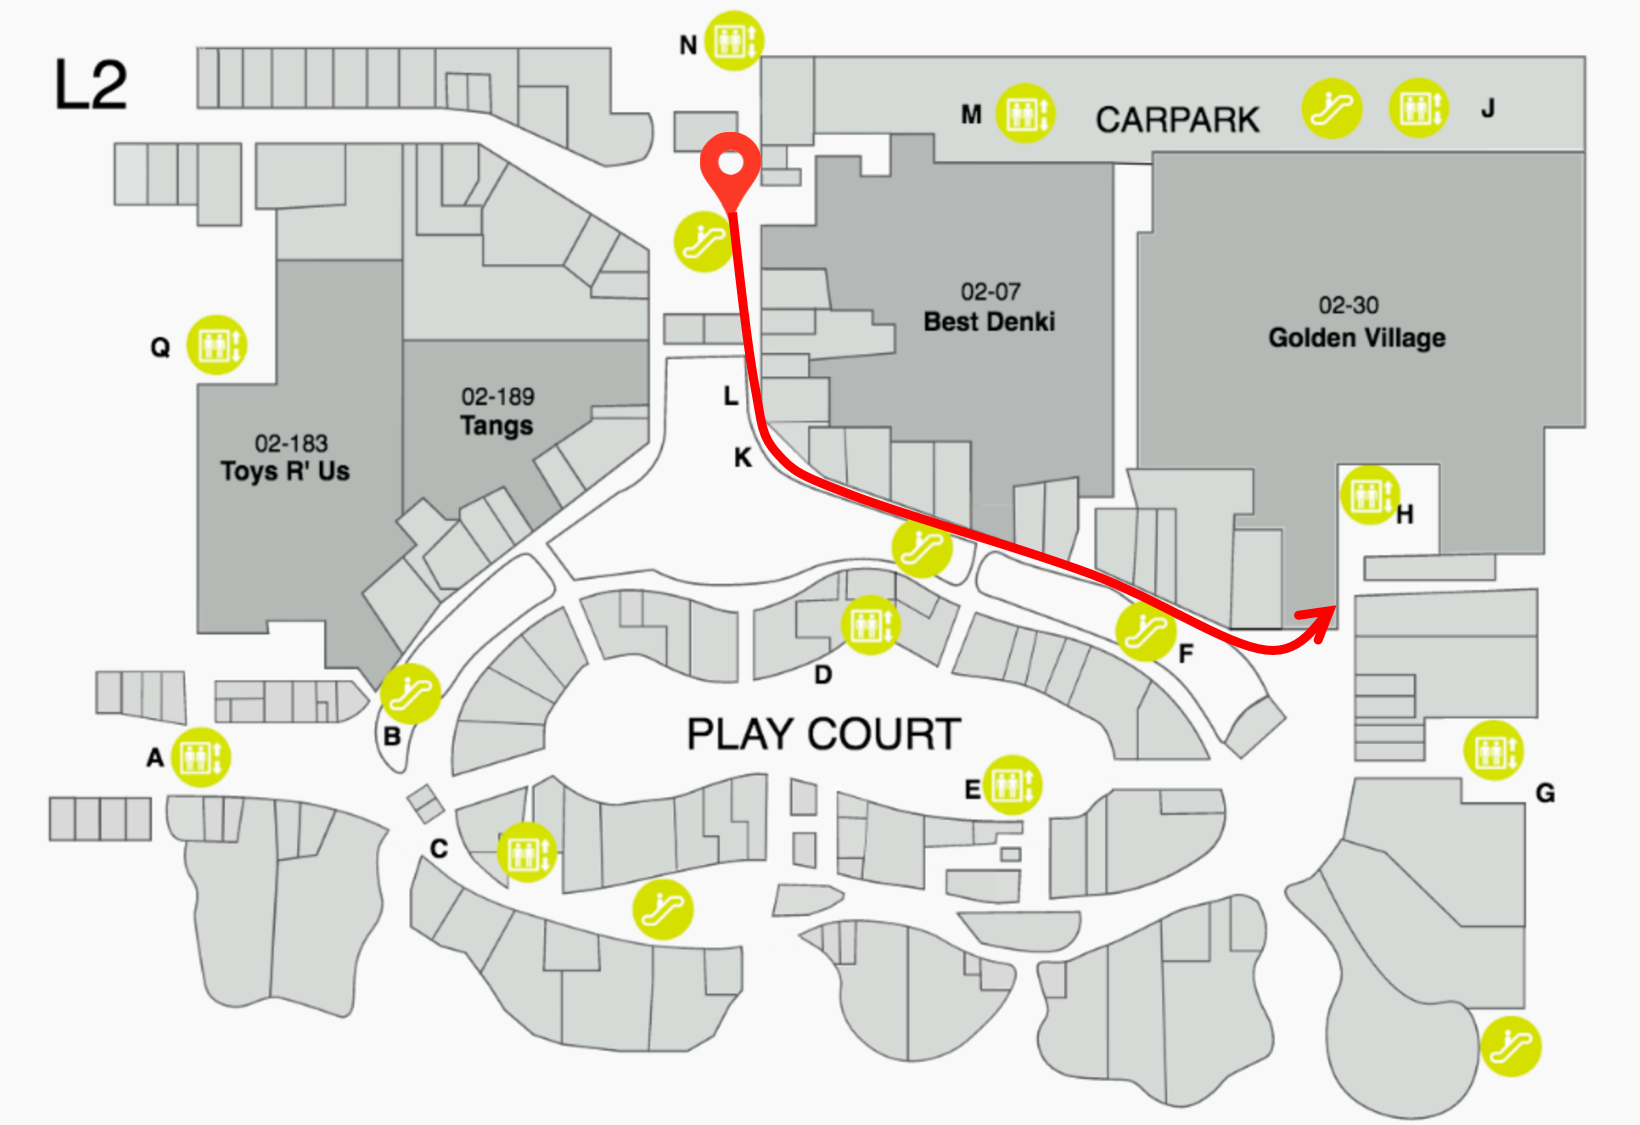 L2
N
M
CARPARK
J
02-07
Best Denki
02-30
Golden Village
Q
02-189
Tangs
L
02-183
Toys R' Us
K
H
D
F
B
PLAY COURT
A
E
G
C